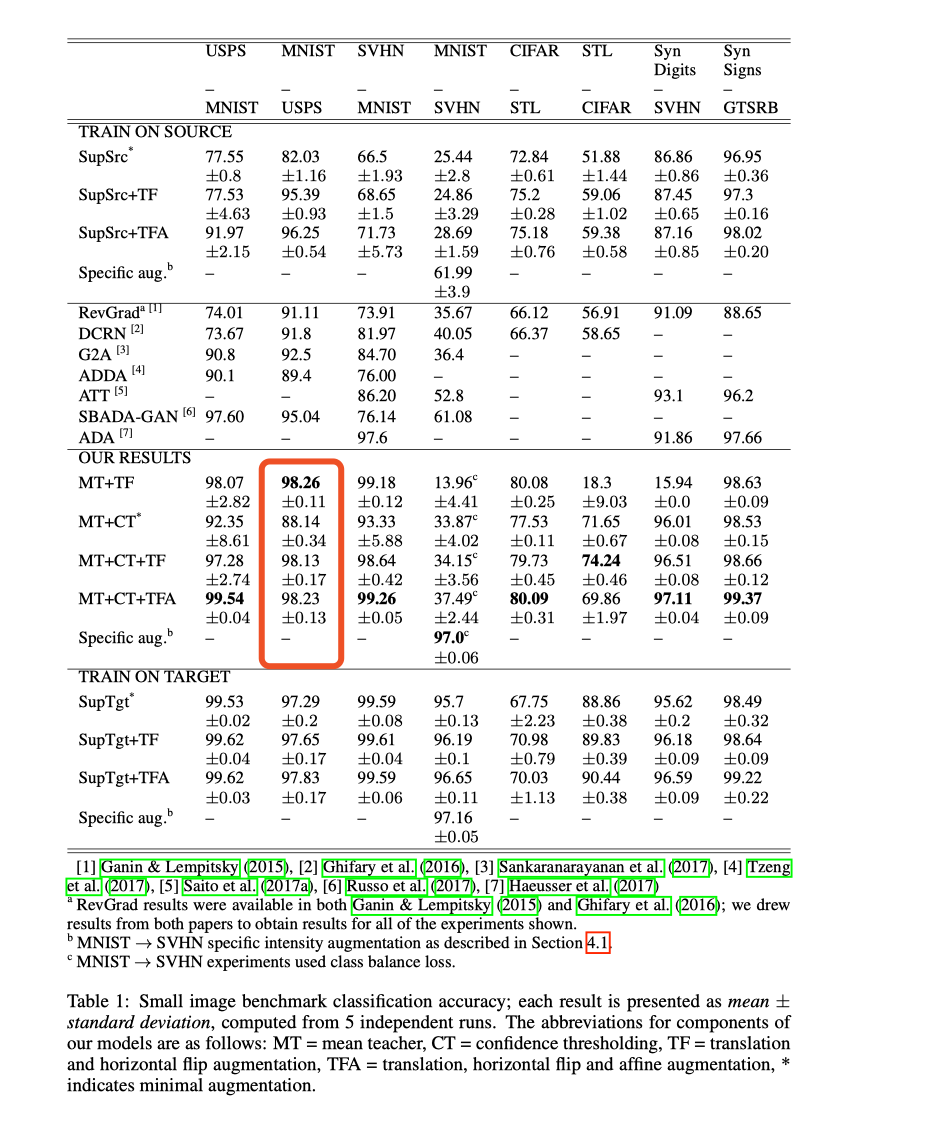 USPS MNIST SVHN MNIST CIFAR STL Syn Syn
Digits Signs
– – – – – – – –
MNIST USPS MNIST SVHN STL CIFAR SVHN GTSRB
TRAIN ON SOURCE
SupSrc* 77.55 82.03 66.5 25.44 72.84 51.88 86.86 96.95
±0.8 ±1.16 ±1.93 ±2.8 ±0.61 ±1.44 ±0.86 ±0.36
SupSrc+TF 77.53 95.39 68.65 24.86 75.2 59.06 87.45 97.3
±4.63 ±0.93 ±1.5 ±3.29 ±0.28 ±1.02 ±0.65 ±0.16
SupSrc+TFA 91.97 96.25 71.73 28.69 75.18 59.38 87.16 98.02
±2.15 ±0.54 ±5.73 ±1.59 ±0.76 ±0.58 ±0.85 ±0.20
Specific aug.b – – – 61.99 – – – –
±3.9
RevGrada [1] 74.01 91.11 73.91 35.67 66.12 56.91 91.09 88.65
DCRN [2] 73.67 91.8 81.97 40.05 66.37 58.65 – –
G2A [3] 90.8 92.5 84.70 36.4 – – – –
ADDA [4] 90.1 89.4 76.00 – – – – –
ATT [5] – – 86.20 52.8 – – 93.1 96.2
SBADA-GAN [6] 97.60 95.04 76.14 61.08 – – – –
ADA [7] – – 97.6 – – – 91.86 97.66
OUR RESULTS
MT+TF 98.07 98.26 99.18 13.96c 80.08 18.3 15.94 98.63
±2.82 ±0.11 ±0.12 ±4.41 ±0.25 ±9.03 ±0.0 ±0.09
MT+CT* 92.35 88.14 93.33 33.87c 77.53 71.65 96.01 98.53
±8.61 ±0.34 ±5.88 ±4.02 ±0.11 ±0.67 ±0.08 ±0.15
MT+CT+TF 97.28 98.13 98.64 34.15c 79.73 74.24 96.51 98.66
±2.74 ±0.17 ±0.42 ±3.56 ±0.45 ±0.46 ±0.08 ±0.12
MT+CT+TFA 99.54 98.23 99.26 37.49c 80.09 69.86 97.11 99.37
±0.04 ±0.13 ±0.05 ±2.44 ±0.31 ±1.97 ±0.04 ±0.09
Specific aug.b – – – 97.0c – – – –
±0.06
TRAIN ON TARGET
SupTgt* 99.53 97.29 99.59 95.7 67.75 88.86 95.62 98.49
±0.02 ±0.2 ±0.08 ±0.13 ±2.23 ±0.38 ±0.2 ±0.32
SupTgt+TF 99.62 97.65 99.61 96.19 70.98 89.83 96.18 98.64
±0.04 ±0.17 ±0.04 ±0.1 ±0.79 ±0.39 ±0.09 ±0.09
SupTgt+TFA 99.62 97.83 99.59 96.65 70.03 90.44 96.59 99.22
±0.03 ±0.17 ±0.06 ±0.11 ±1.13 ±0.38 ±0.09 ±0.22
Specific aug.b – – – 97.16 – – – –
±0.05
[1] Ganin & Lempitsky (2015), [2] Ghifary et al. (2016), [3] Sankaranarayanan et al. (2017), [4] Tzeng
et al. (2017), [5] Saito et al. (2017a), [6] Russo et al. (2017), [7] Haeusser et al. (2017)
a RevGrad results were available in both Ganin & Lempitsky (2015) and Ghifary et al. (2016); we drew
results from both papers to obtain results for all of the experiments shown.
b MNIST → SVHN specific intensity augmentation as described in Section 4.1.
c MNIST → SVHN experiments used class balance loss.
Table 1: Small image benchmark classification accuracy; each result is presented as mean ±
standard deviation, computed from 5 independent runs. The abbreviations for components of
our models are as follows: MT = mean teacher, CT = confidence thresholding, TF = translation
and horizontal flip augmentation, TFA = translation, horizontal flip and affine augmentation, *
indicates minimal augmentation.